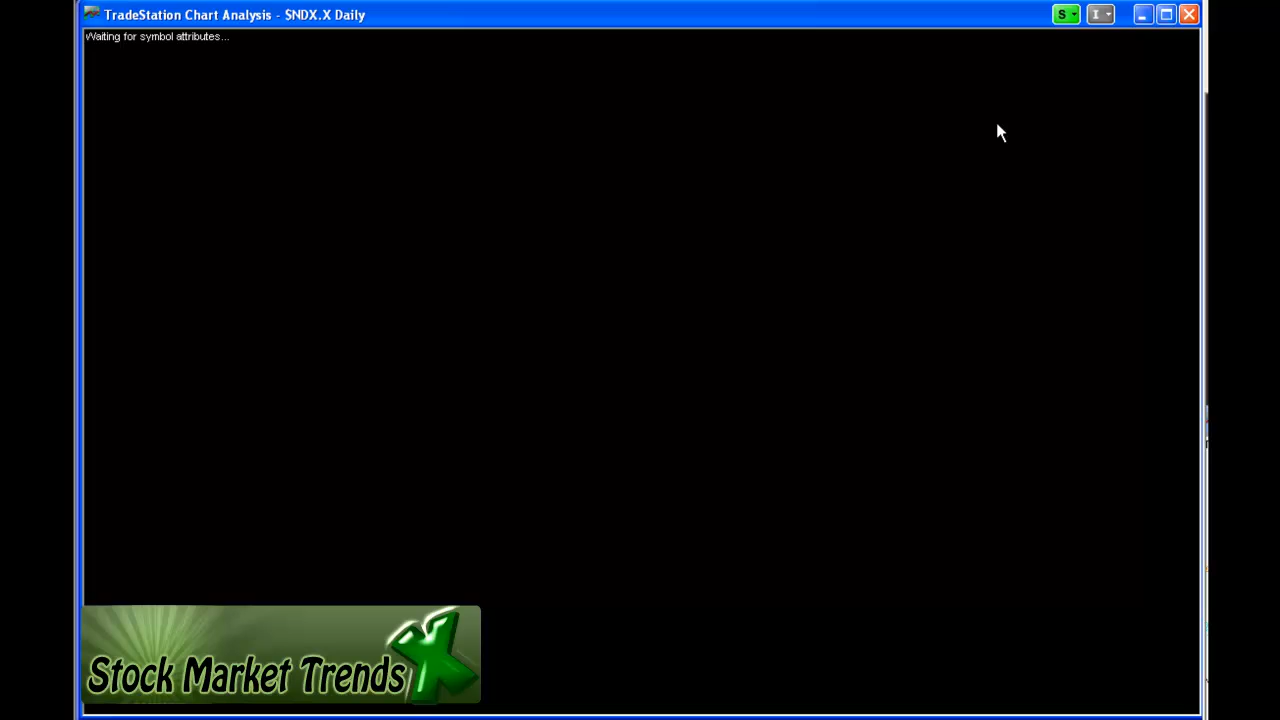 TradeStation Chart Analysis - $NDX.X Daily
S
I
Waiting for symbol attributes...
Stock Market Trends X